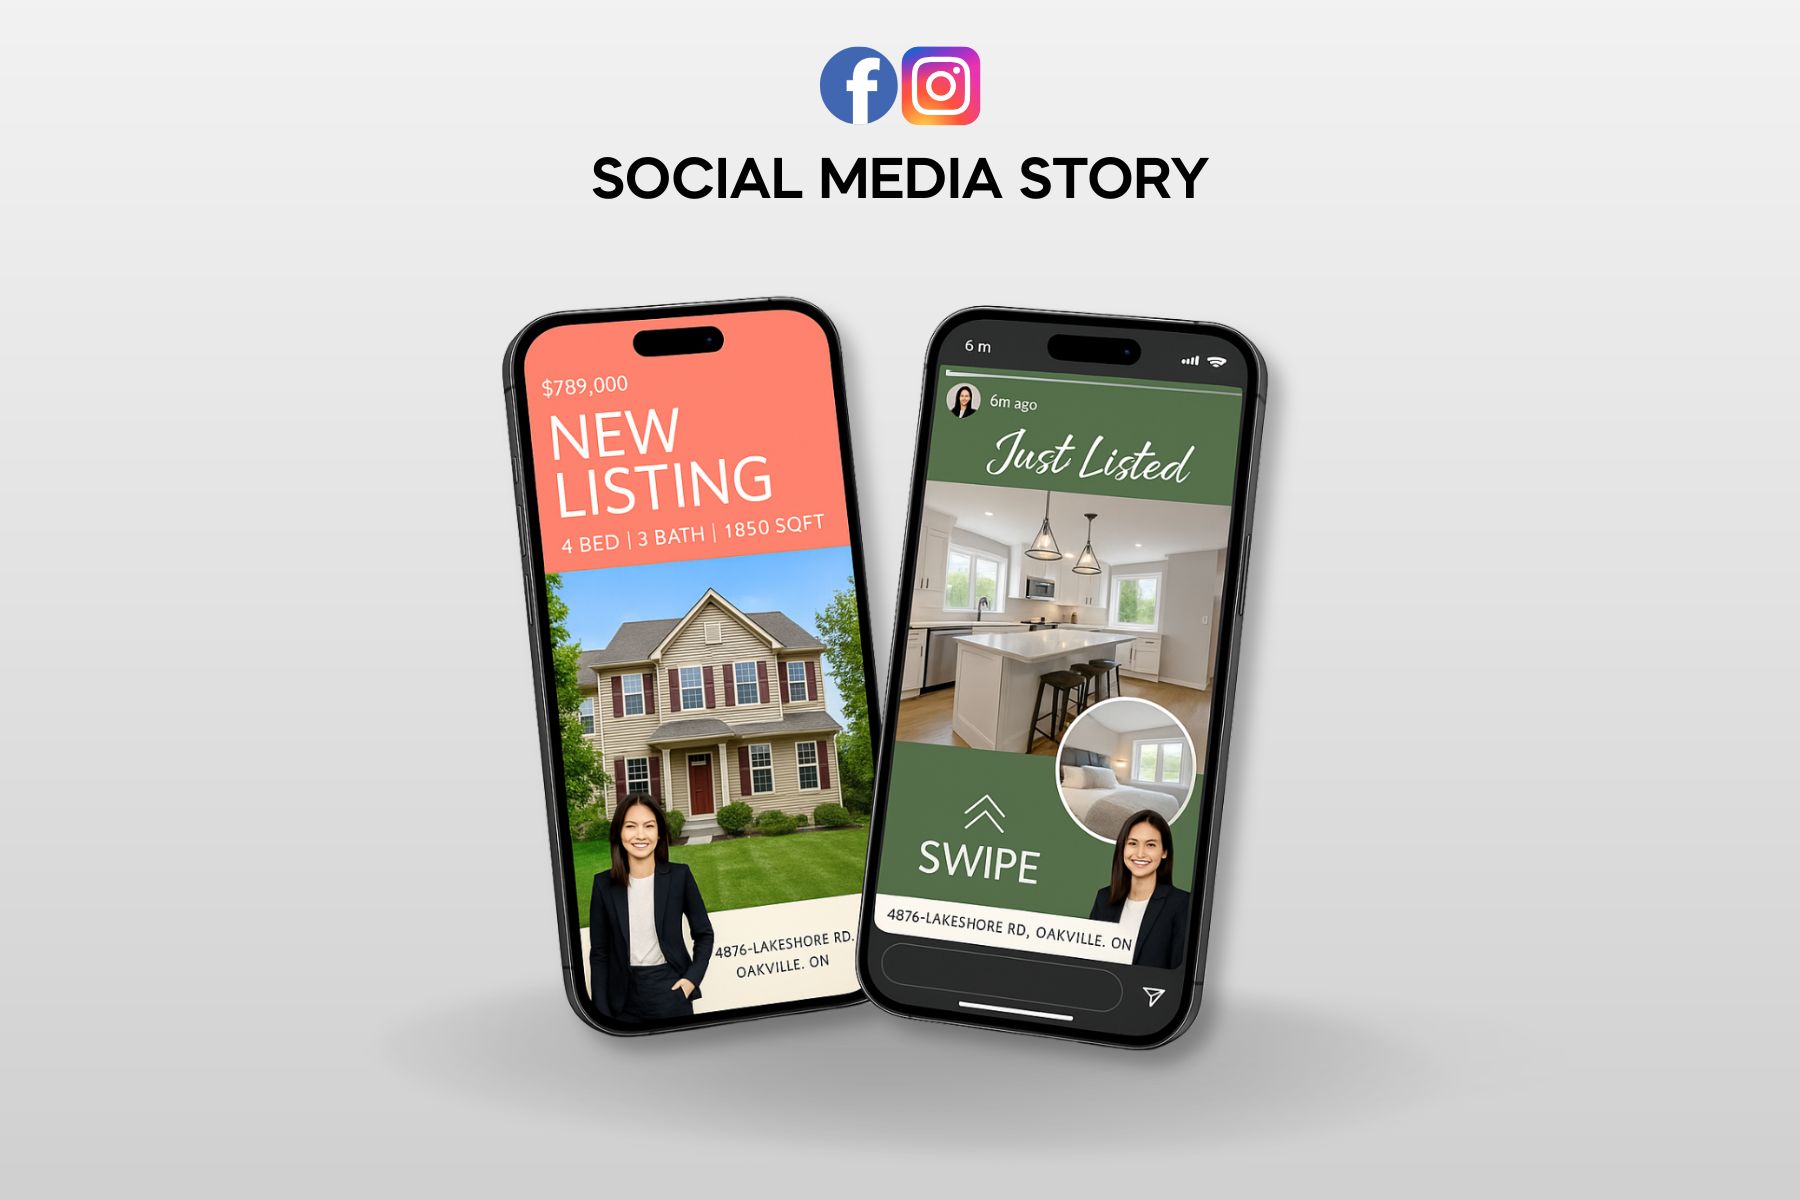 SOCIAL MEDIA STORY
$789,000
NEW
LISTING
4 BED | 3 BATH | 1850 SQFT
4876-LAKESHORE RD.
OAKVILLE. ON
6 m
6m ago
Just Listed
SWIPE
4876-LAKESHORE RD, OAKVILLE. ON